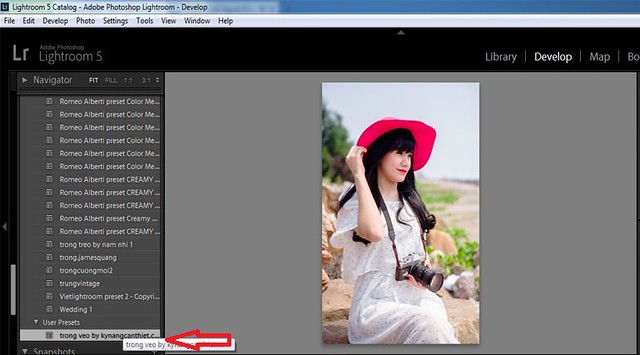 Lightroom 5 Catalog - Adobe Photoshop Lightroom - Develop
File Edit Develop Photo Settings Tools View Window Help
Lr Adobe Photoshop
Lightroom 5
Library | Develop | Map | Bo
Navigator FIT FILL 1:1 3:1
Romeo Alberti preset Color Me...
Romeo Alberti preset Color Me...
Romeo Alberti preset Color Me...
Romeo Alberti preset Color Me...
Romeo Alberti preset Color Me...
Romeo Alberti preset Color Me...
Romeo Alberti preset CREAMY ...
Romeo Alberti preset CREAMY ...
Romeo Alberti preset CREAMY ...
Romeo Alberti preset Creamy ...
Romeo Alberti preset CREAMY ...
trong treo by nam nhi 1
trong.jamesquang
trongcuongmoi2
trungvintage
Vietlightroom preset 2 - Copyri...
Wedding 1
User Presets
trong veo by kynangcanthiet.c...
trong veo by
Snapshots